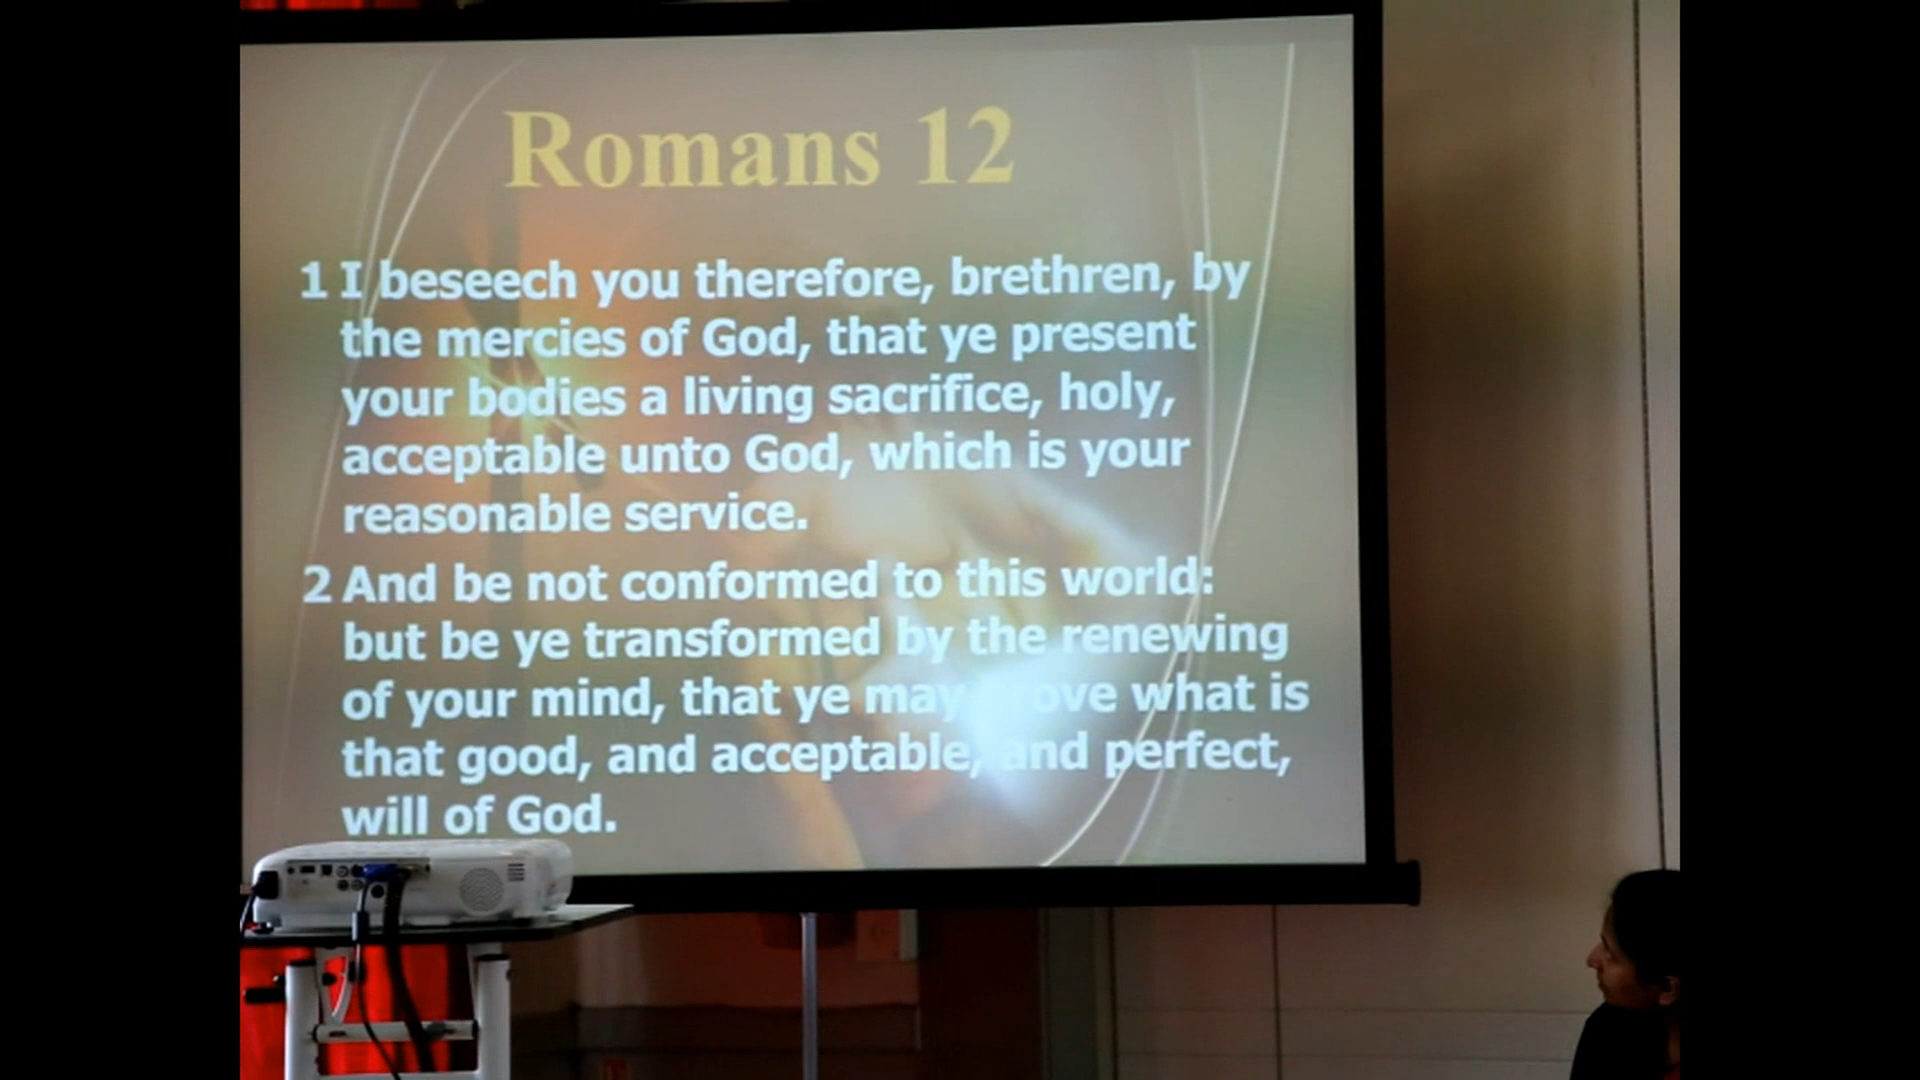 Romans 12
1 I beseech you therefore, brethren, by
the mercies of God, that ye present
your bodies a living sacrifice, holy,
acceptable unto God, which is your
reasonable service.
2 And be not conformed to this world:
but be ye transformed by the renewing
of your mind, that ye may prove what is
that good, and acceptable, and perfect,
will of God.